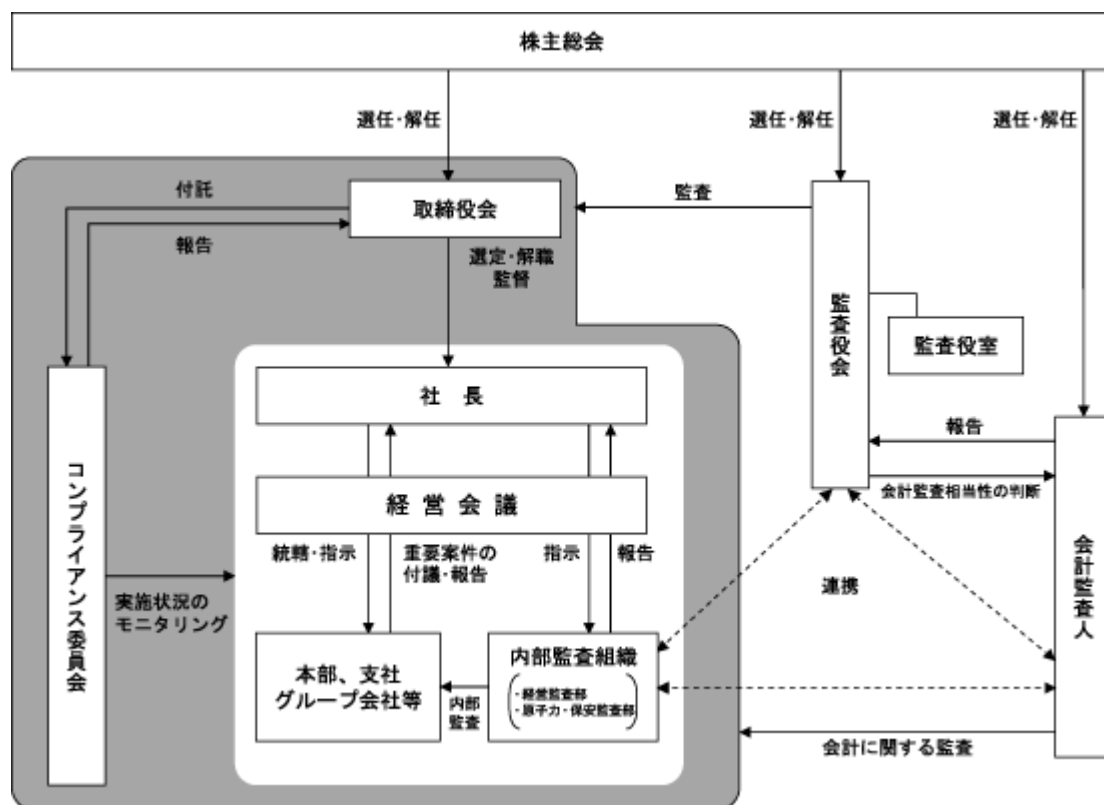 株主総会
選任・解任
選任・解任
選任・解任
付託
取締役会
監査
報告
選定・解職
監督
監査役会
監査役室
社　長
報告
会計監査相当性の判断
コンプライアンス委員会
経 営 会 議
統轄・指示
重要案件の
付議・報告
指示
報告
連携
会計監査人
実施状況の
モニタリング
本部、支社
グループ会社等
内部
監査
内部監査組織
・経営監査部
・原子力・保安監査部
会計に関する監査